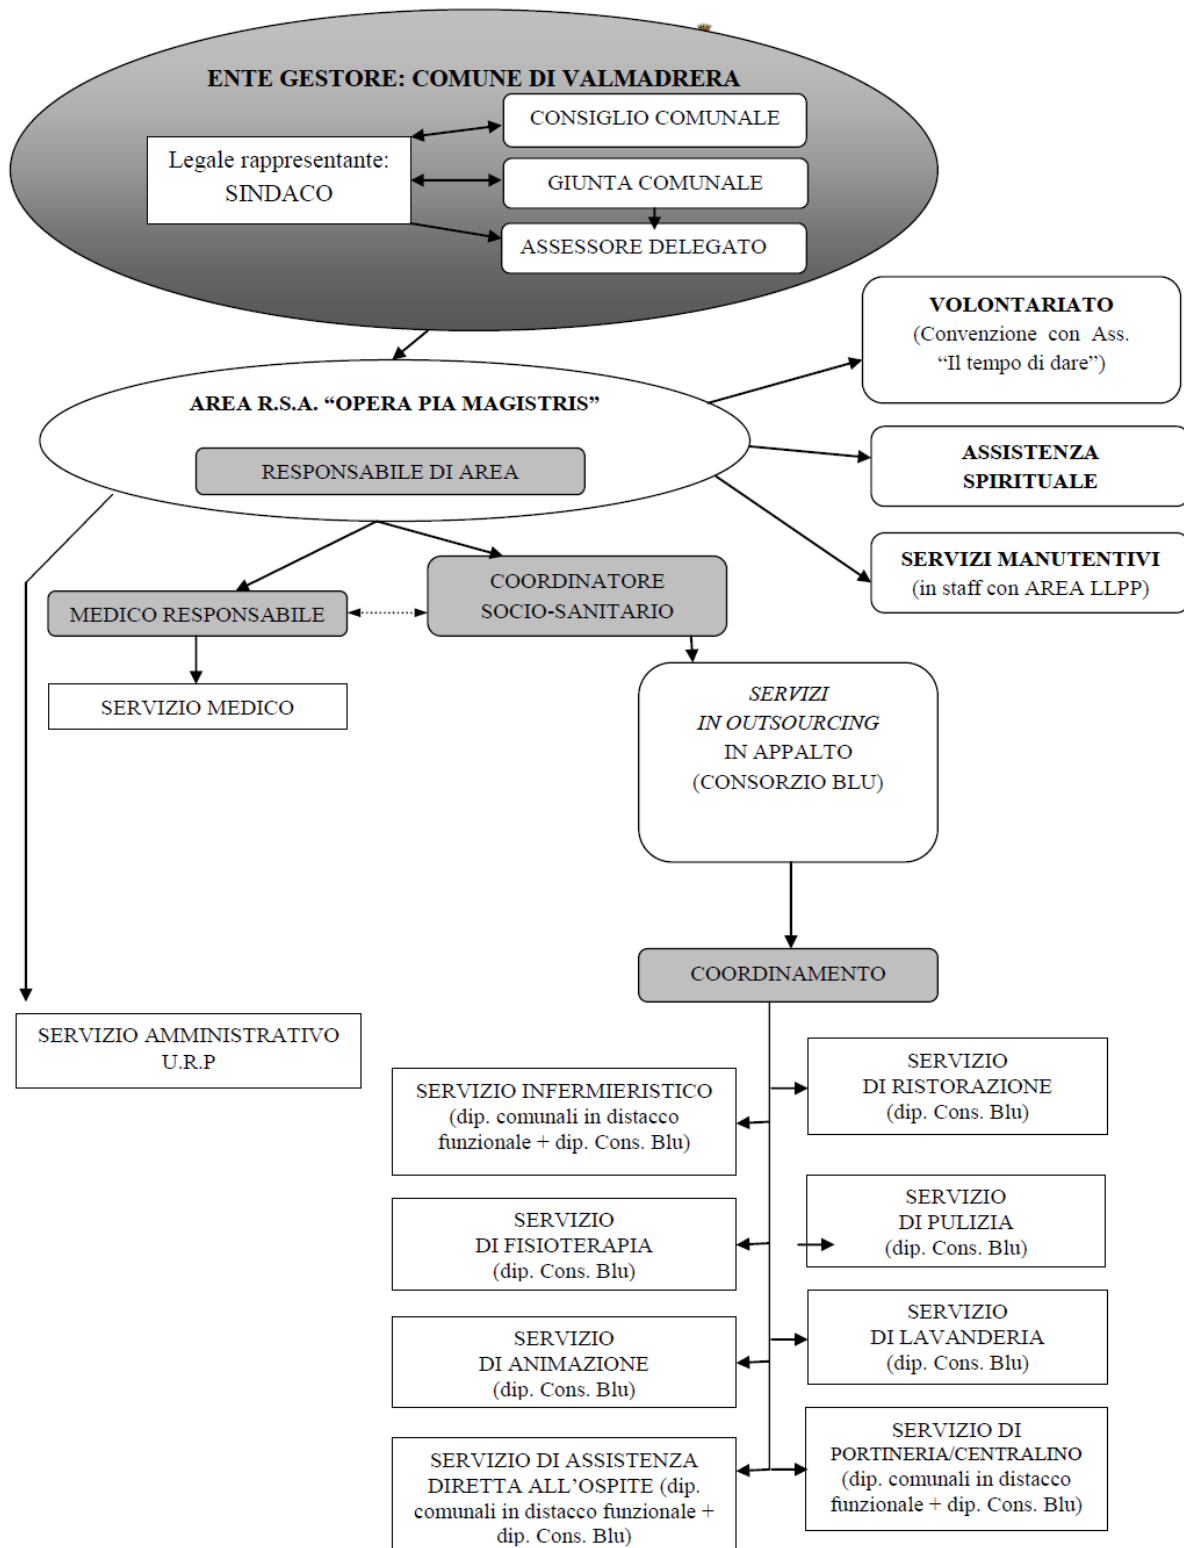 ENTE GESTORE: COMUNE DI VALMADRERA
CONSIGLIO COMUNALE
Legale rappresentante:
SINDACO
GIUNTA COMUNALE
ASSESSORE DELEGATO
VOLONTARIATO
(Convenzione con Ass.
“Il tempo di dare”)
AREA R.S.A. “OPERA PIA MAGISTRIS”
RESPONSABILE DI AREA
ASSISTENZA
SPIRITUALE
SERVIZI MANUTENTIVI
(in staff con AREA LLPP)
COORDINATORE
SOCIO-SANITARIO
MEDICO RESPONSABILE
SERVIZIO MEDICO
SERVIZI
IN OUTSOURCING
IN APPALTO
(CONSORZIO BLU)
COORDINAMENTO
SERVIZIO AMMINISTRATIVO
U.R.P
SERVIZIO INFERMIERISTICO
(dip. comunali in distacco
funzionale + dip. Cons. Blu)
SERVIZIO
DI RISTORAZIONE
(dip. Cons. Blu)
SERVIZIO
DI FISIOTERAPIA
(dip. Cons. Blu)
SERVIZIO
DI PULIZIA
(dip. Cons. Blu)
SERVIZIO
DI ANIMAZIONE
(dip. Cons. Blu)
SERVIZIO
DI LAVANDERIA
(dip. Cons. Blu)
SERVIZIO DI ASSISTENZA
DIRETTA ALL’OSPITE (dip.
comunali in distacco funzionale +
dip. Cons. Blu)
SERVIZIO DI
PORTINERIA/CENTRALINO
(dip. comunali in distacco
funzionale + dip. Cons. Blu)